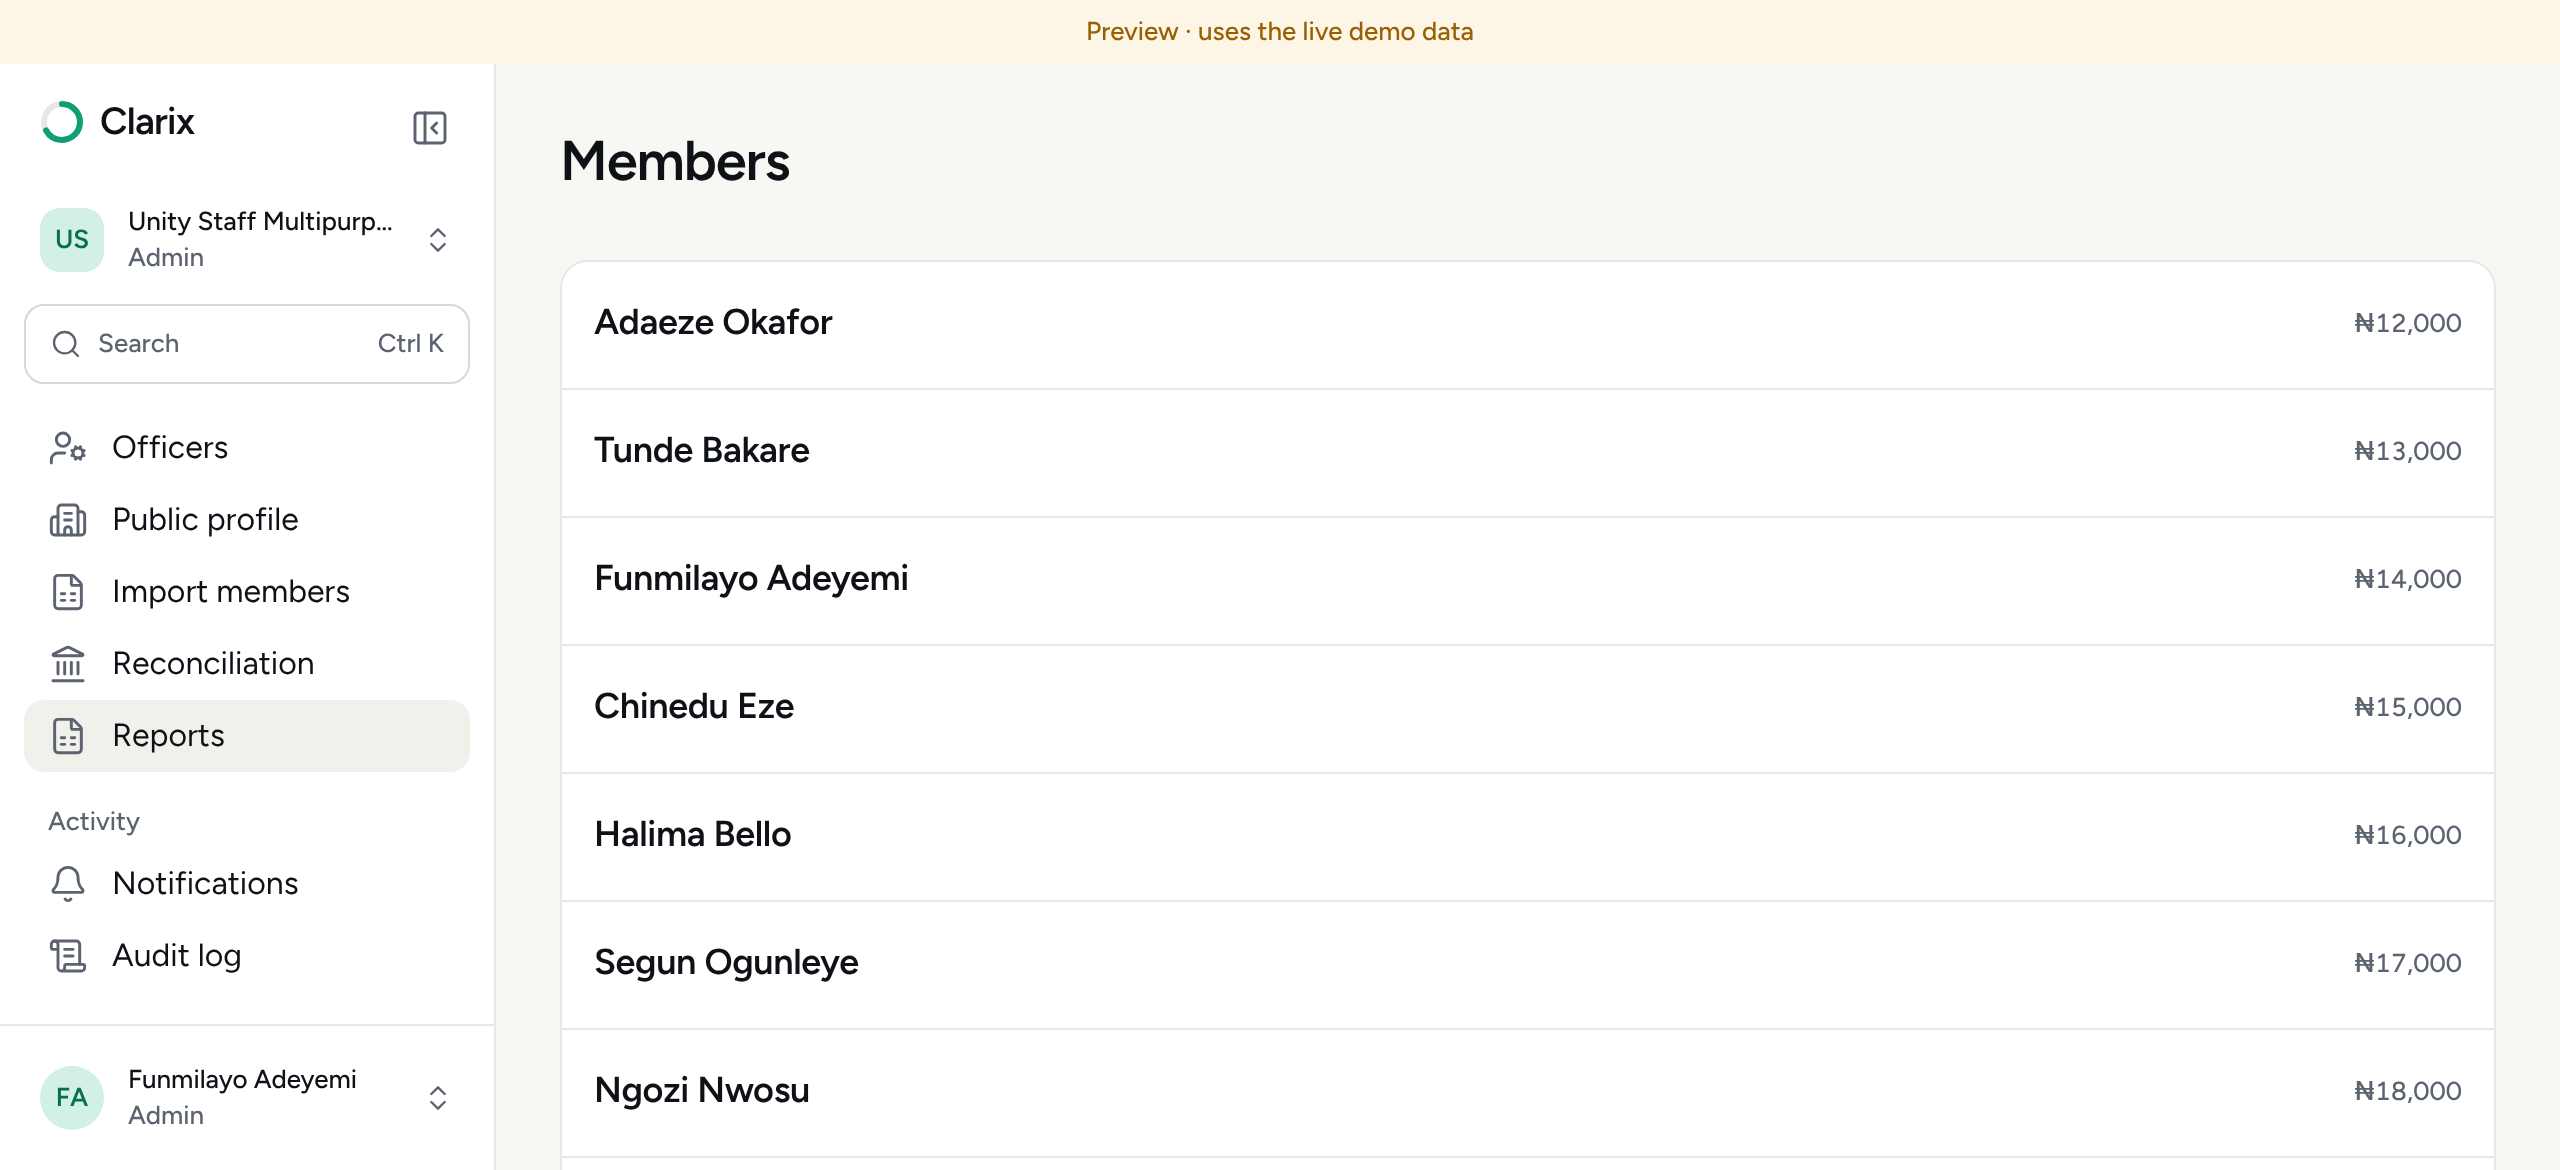 Preview · uses the live demo data
Clarix
US
Unity Staff Multipurp...
Admin
Search
Ctrl K
Officers
Public profile
Import members
Reconciliation
Reports
Activity
Notifications
Audit log
FA
Funmilayo Adeyemi
Admin
Members
Adaeze Okafor ₦12,000
Tunde Bakare ₦13,000
Funmilayo Adeyemi ₦14,000
Chinedu Eze ₦15,000
Halima Bello ₦16,000
Segun Ogunleye ₦17,000
Ngozi Nwosu ₦18,000